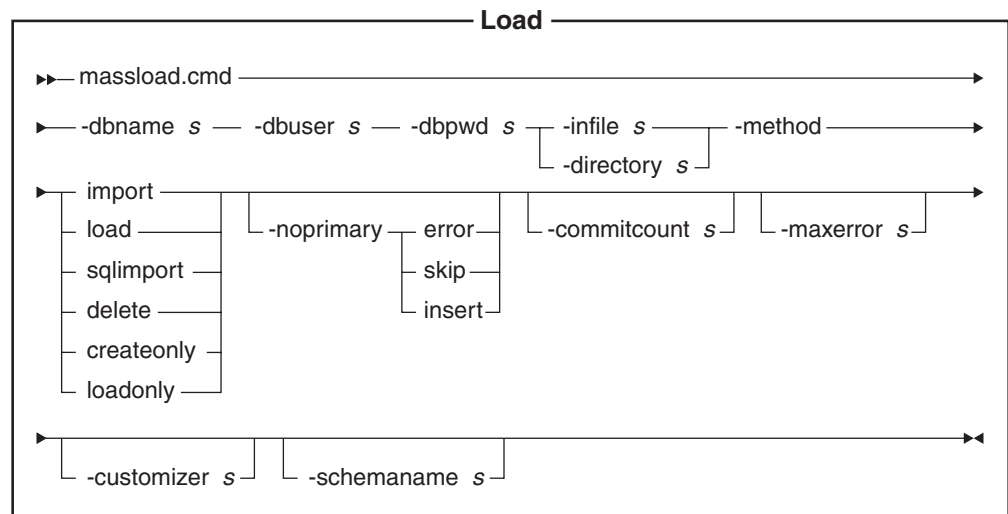 Load
massload.cmd
-dbname s -dbuser s -dbpwd s -infile s -method
-directory s
import
load -noprimary error -commitcount s -maxerror s
sqlimport skip
delete insert
createonly
loadonly
-customizer s -schemaname s